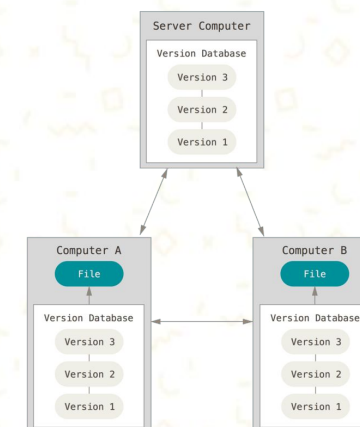 Server Computer
Version Database
Version 3
Version 2
Version 1
Computer A
File
Version Database
Version 3
Version 2
Version 1
Computer B
File
Version Database
Version 3
Version 2
Version 1